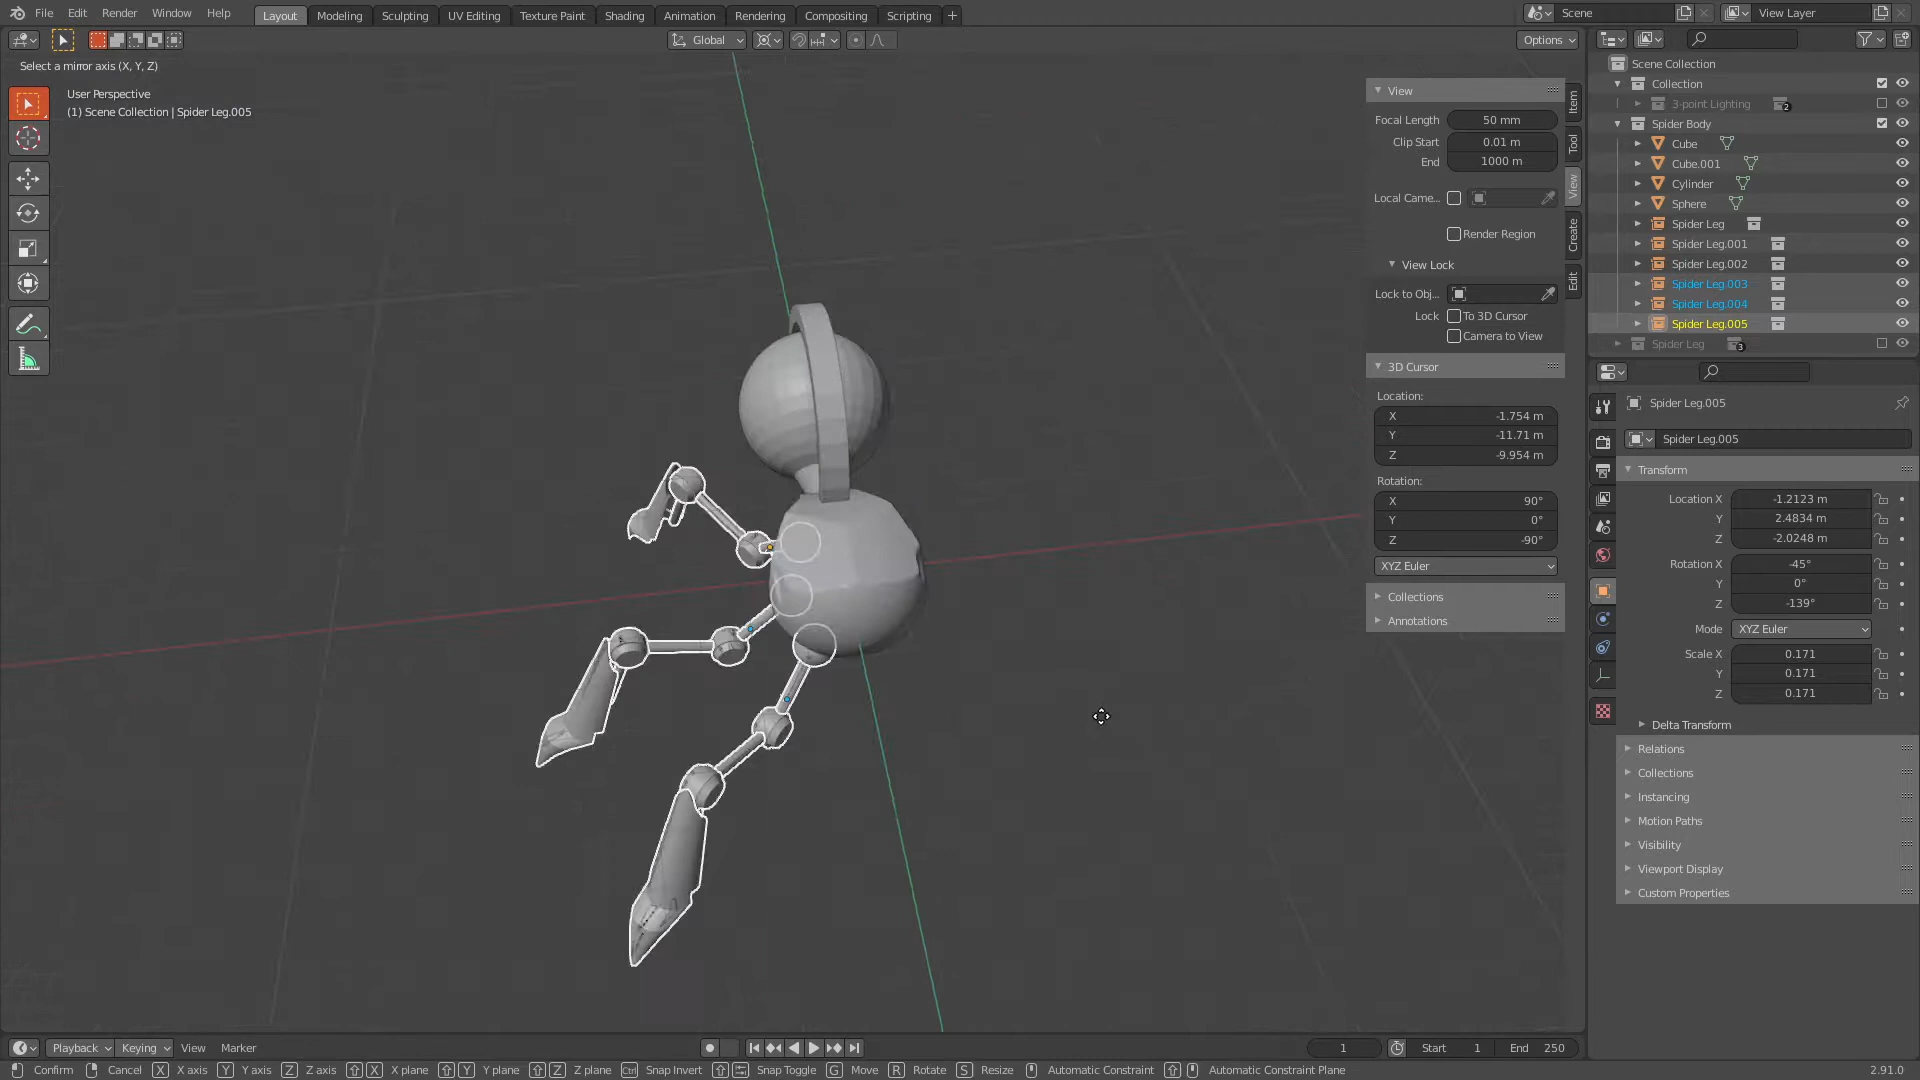 File Edit Render Window Help Layout Modeling Sculpting UV Editing Texture Paint Shading Animation Rendering Compositing Scripting + Scene View Layer
Global Options
Select a mirror axis (X, Y, Z)
User Perspective
(1) Scene Collection | Spider Leg.005
View
Focal Length 50 mm
Clip Start 0.01 m
End 1000 m
Local Came...
Render Region
View Lock
Lock to Obj...
Lock To 3D Cursor
Camera to View
3D Cursor
Location:
X -1.754 m
Y -11.71 m
Z -9.954 m
Rotation:
X 90°
Y 0°
Z -90°
XYZ Euler
Collections
Annotations
Item
Tool
View
Create
Edit
Scene Collection
Collection
3-point Lighting 2
Spider Body
Cube
Cube.001
Cylinder
Sphere
Spider Leg
Spider Leg.001
Spider Leg.002
Spider Leg.003
Spider Leg.004
Spider Leg.005
Spider Leg 3
Spider Leg.005
Spider Leg.005
Transform
Location X -1.2123 m
Y 2.4834 m
Z -2.0248 m
Rotation X -45°
Y 0°
Z -139°
Mode XYZ Euler
Scale X 0.171
Y 0.171
Z 0.171
Delta Transform
Relations
Collections
Instancing
Motion Paths
Visibility
Viewport Display
Custom Properties
Playback Keying View Marker 1 Start 1 End 250
Confirm Cancel X X axis Y Y axis Z Z axis X X plane Y Y plane Z Z plane Ctrl Snap Invert Snap Toggle G Move R Rotate S Resize Automatic Constraint Automatic Constraint Plane 2.91.0